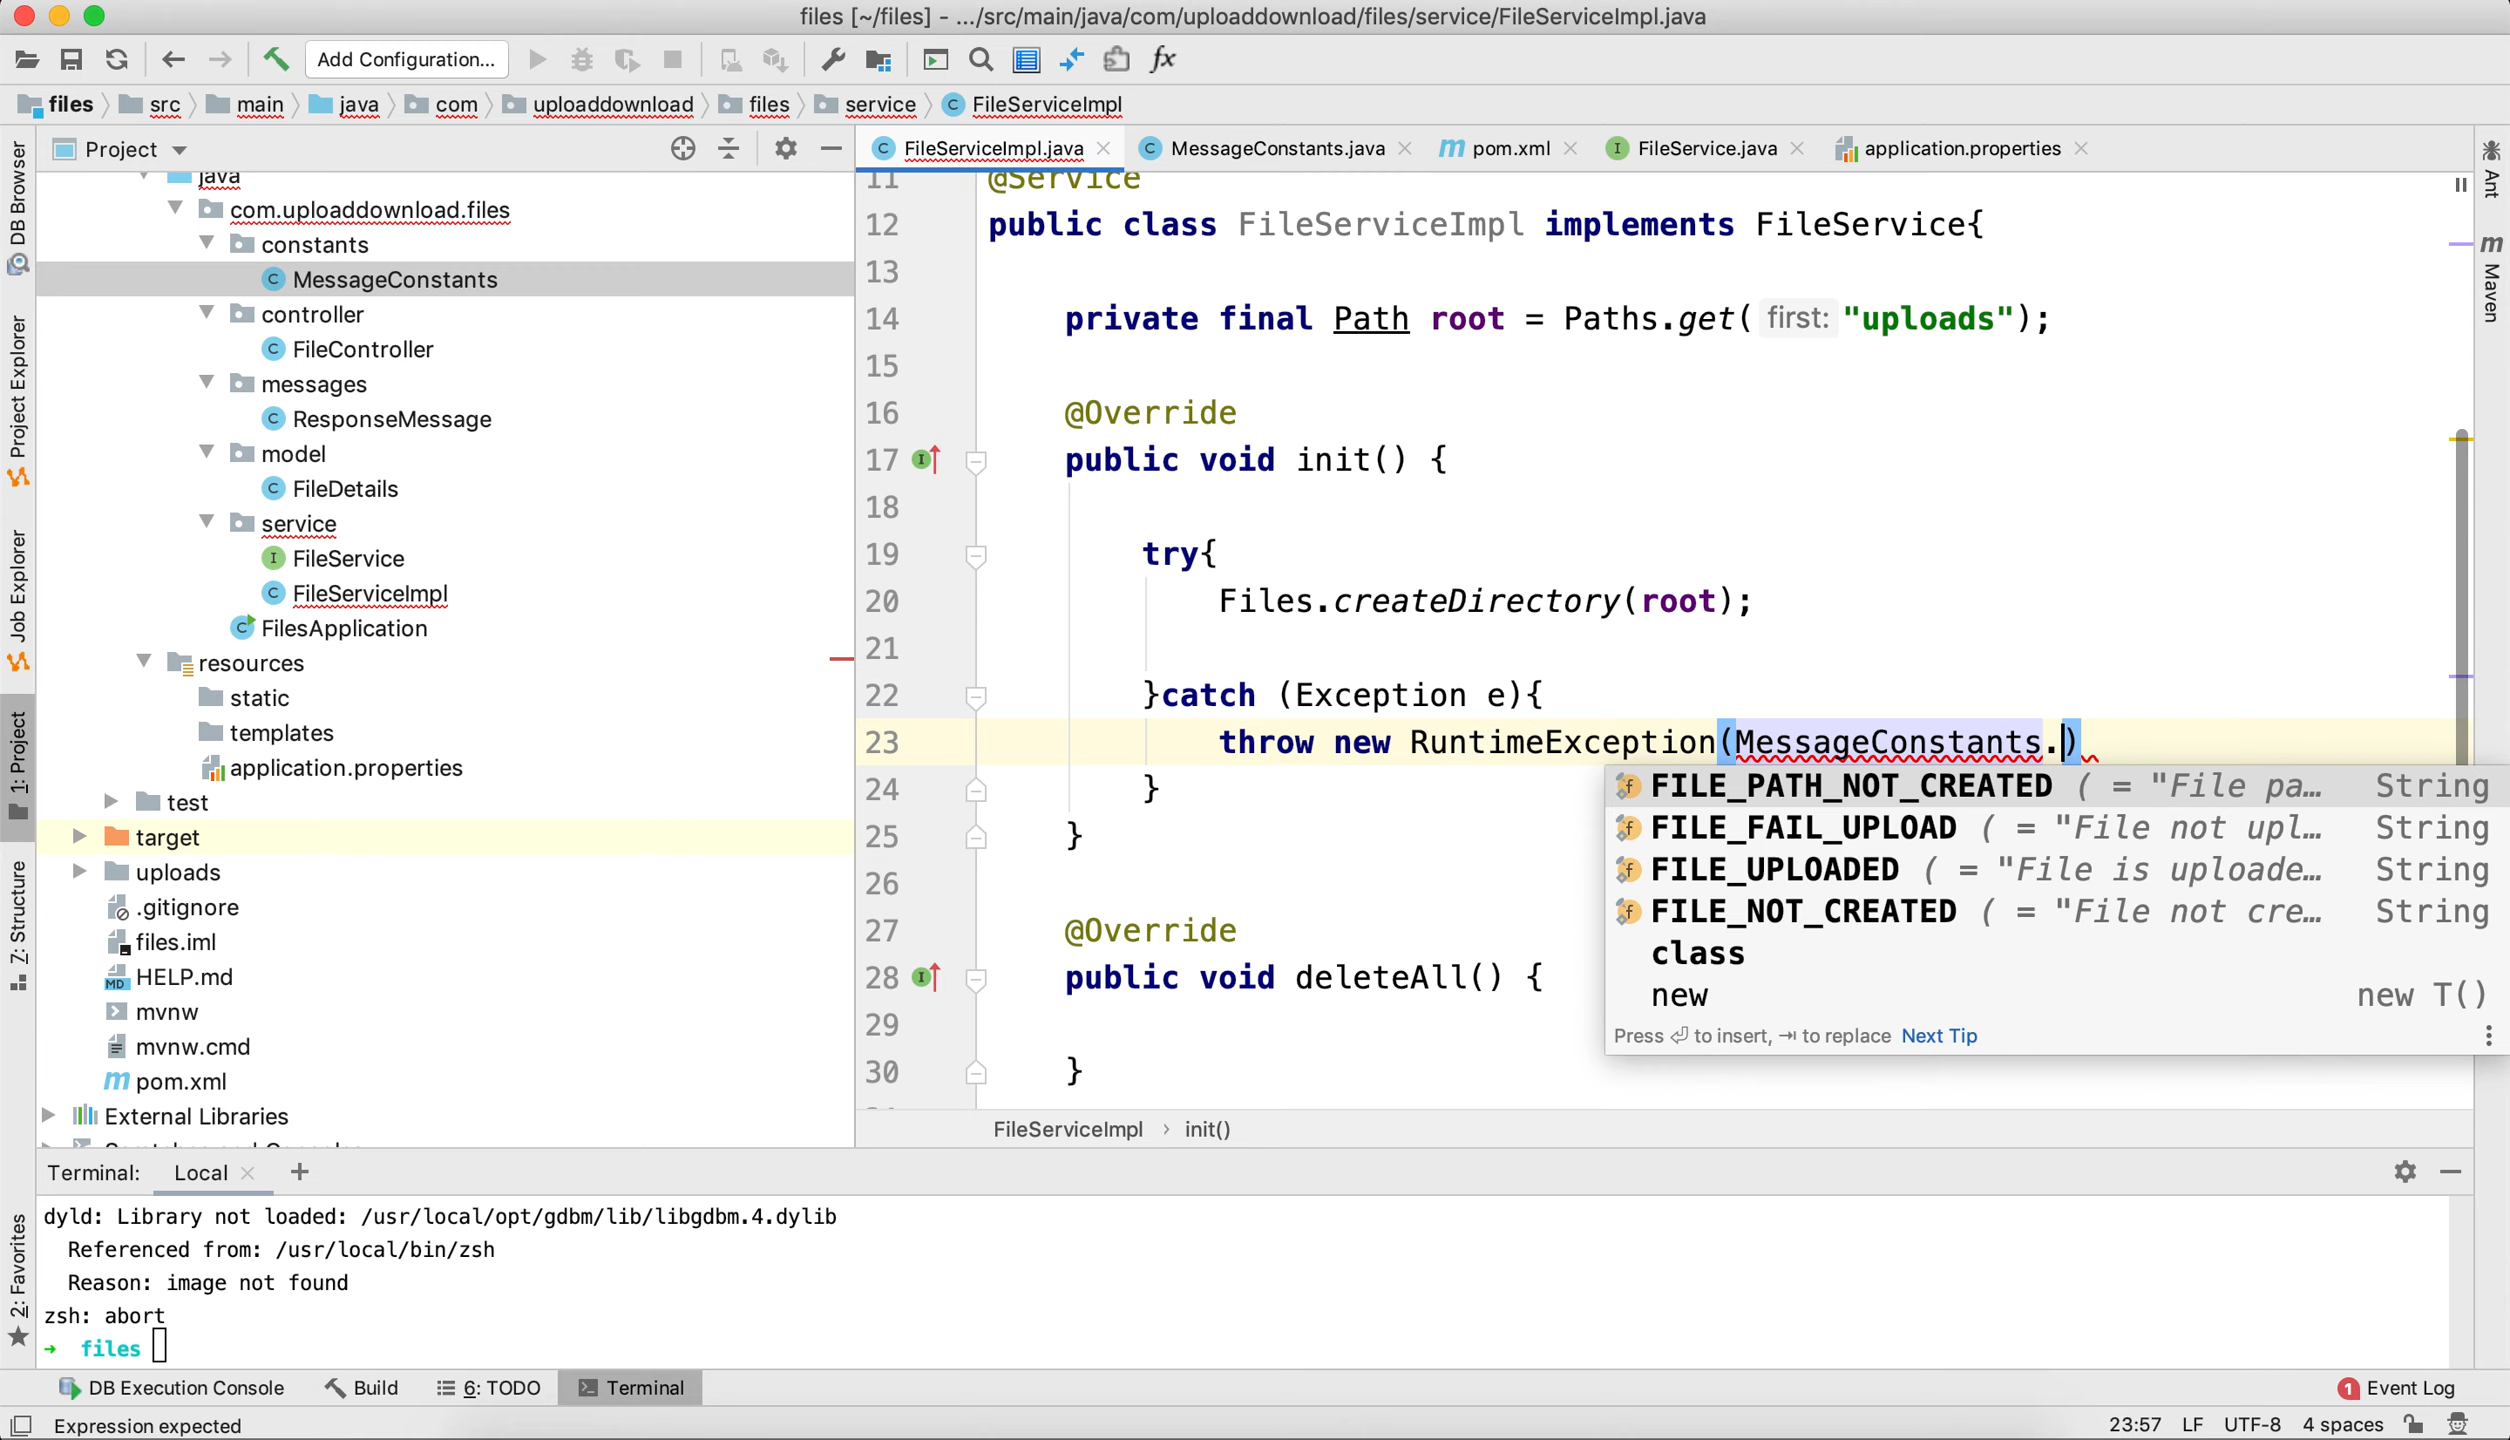 files [~/files] - .../src/main/java/com/uploaddownload/files/service/FileServiceImpl.java
Add Configuration...
files src main java com uploaddownload files service FileServiceImpl
Project
FileServiceImpl.java MessageConstants.java pom.xml FileService.java application.properties
DB Browser
Project Explorer
Job Explorer
1: Project
7: Structure
2: Favorites
java
com.uploaddownload.files
constants
MessageConstants
controller
FileController
messages
ResponseMessage
model
FileDetails
service
FileService
FileServiceImpl
FilesApplication
resources
static
templates
application.properties
test
target
uploads
.gitignore
files.iml
HELP.md
mvnw
mvnw.cmd
pom.xml
External Libraries
11 @Service
12 public class FileServiceImpl implements FileService{
13
14 private final Path root = Paths.get( first: "uploads");
15
16 @Override
17 public void init() {
18
19 try{
20 Files.createDirectory(root);
21
22 }catch (Exception e){
23 throw new RuntimeException(MessageConstants.)
24 }
25 }
26
27 @Override
28 public void deleteAll() {
29
30 }
FILE_PATH_NOT_CREATED ( = "File pa... String
FILE_FAIL_UPLOAD ( = "File not upl... String
FILE_UPLOADED ( = "File is uploade... String
FILE_NOT_CREATED ( = "File not cre... String
class
new new T()
Press ⏎ to insert, ⇥ to replace Next Tip
FileServiceImpl › init()
Ant
Maven
Terminal: Local
dyld: Library not loaded: /usr/local/opt/gdbm/lib/libgdbm.4.dylib
Referenced from: /usr/local/bin/zsh
Reason: image not found
zsh: abort
→ files
DB Execution Console Build 6: TODO Terminal 1 Event Log
Expression expected 23:57 LF UTF-8 4 spaces